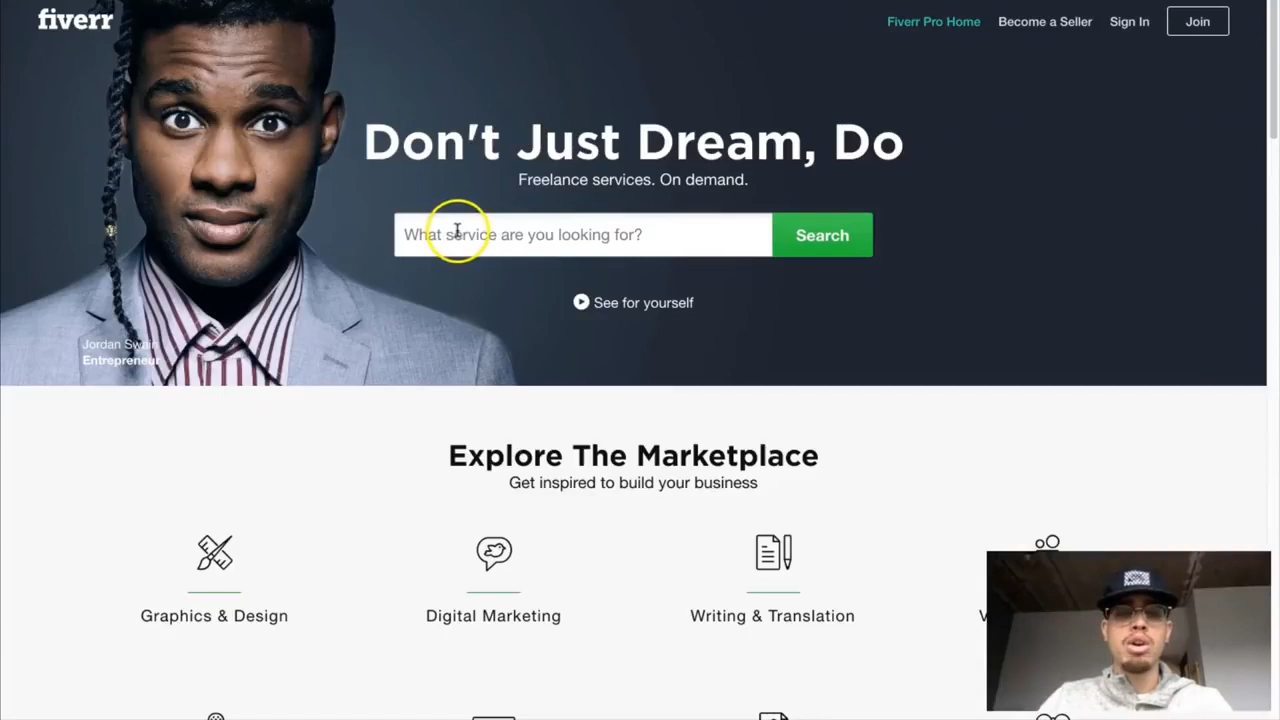 fiverr
Fiverr Pro Home
Become a Seller
Sign In
Join
Don't Just Dream, Do
Freelance services. On demand.
What service are you looking for?
Search
See for yourself
Jordan Swain
Entrepreneur
Explore The Marketplace
Get inspired to build your business
Graphics & Design
Digital Marketing
Writing & Translation